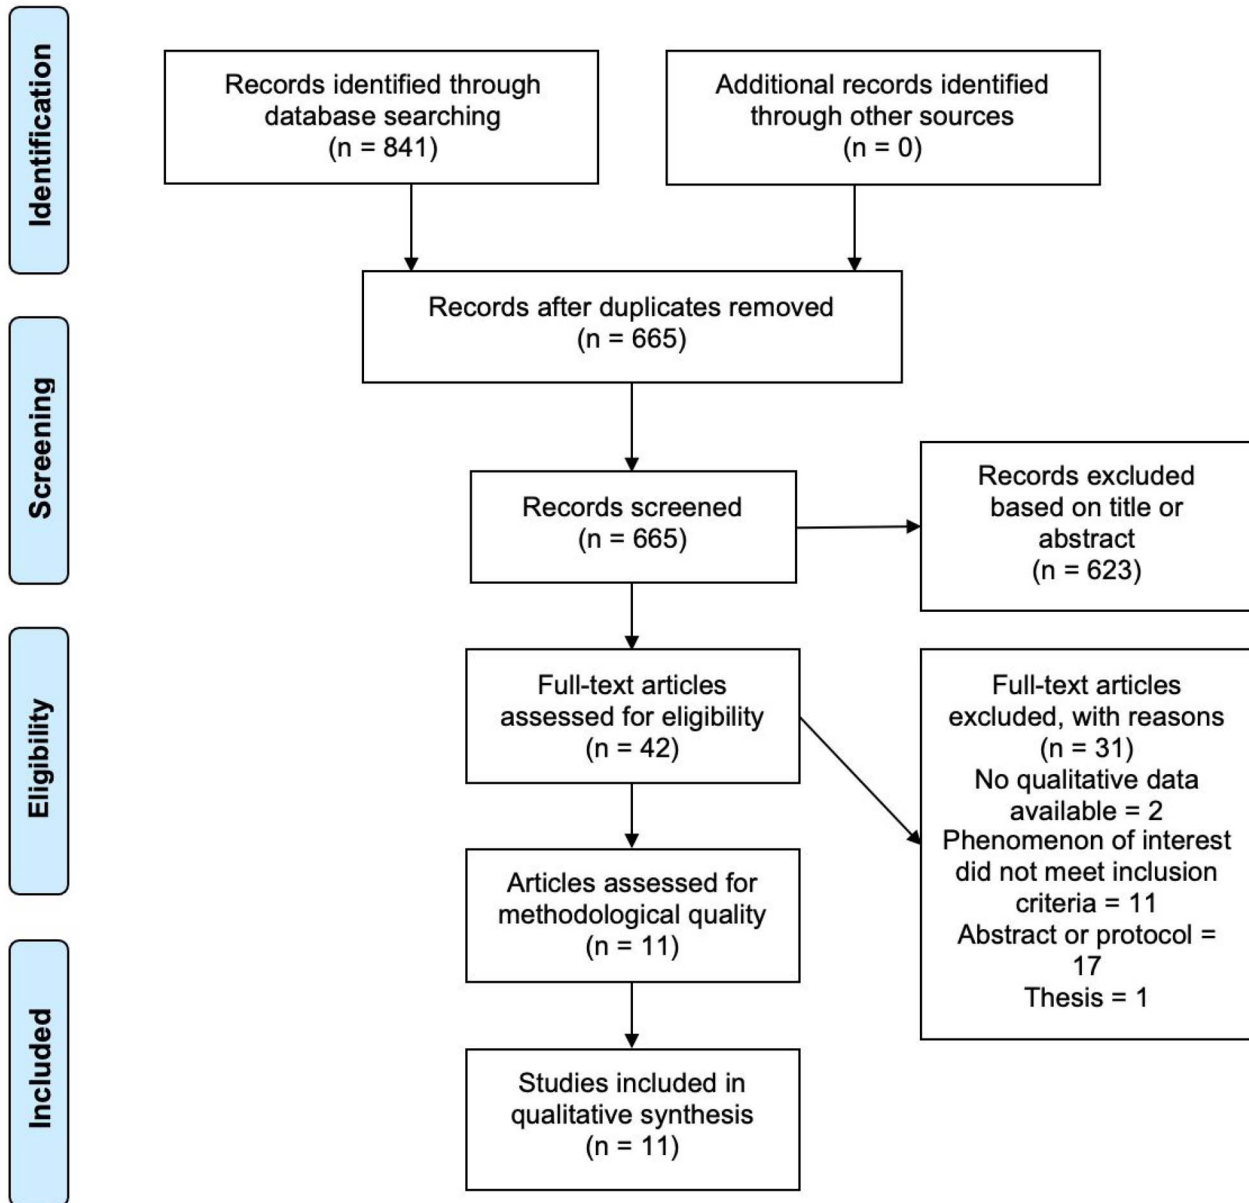 Identification
Records identified through
database searching
(n = 841)
Additional records identified
through other sources
(n = 0)
Records after duplicates removed
(n = 665)
Screening
Records screened
(n = 665)
Records excluded
based on title or
abstract
(n = 623)
Eligibility
Full-text articles
assessed for eligibility
(n = 42)
Full-text articles
excluded, with reasons
(n = 31)
No qualitative data
available = 2
Phenomenon of interest
did not meet inclusion
criteria = 11
Abstract or protocol =
17
Thesis = 1
Articles assessed for
methodological quality
(n = 11)
Included
Studies included in
qualitative synthesis
(n = 11)